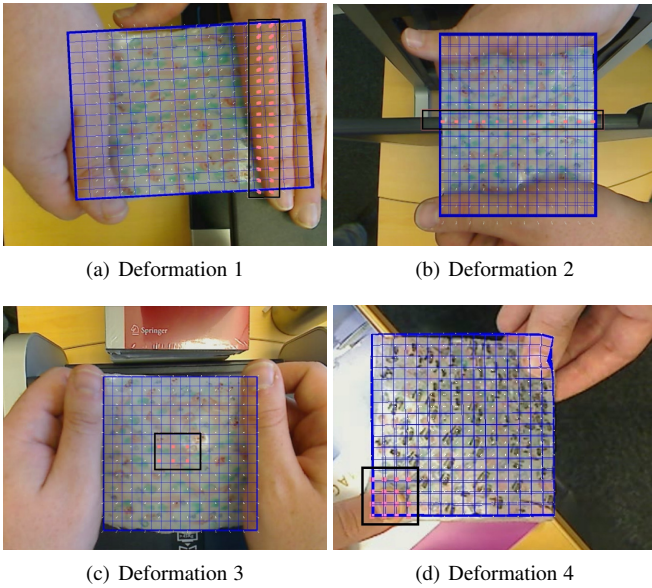 (a) Deformation 1
(b) Deformation 2
Springer
(c) Deformation 3
(d) Deformation 4